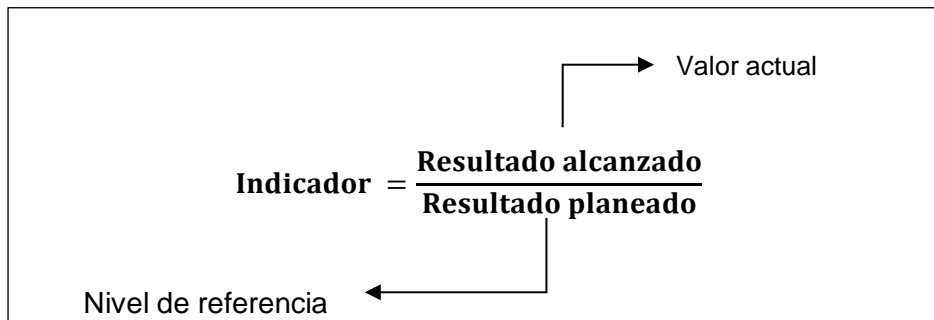 Valor actual
Indicador = Resultado alcanzado
Resultado planeado
Nivel de referencia